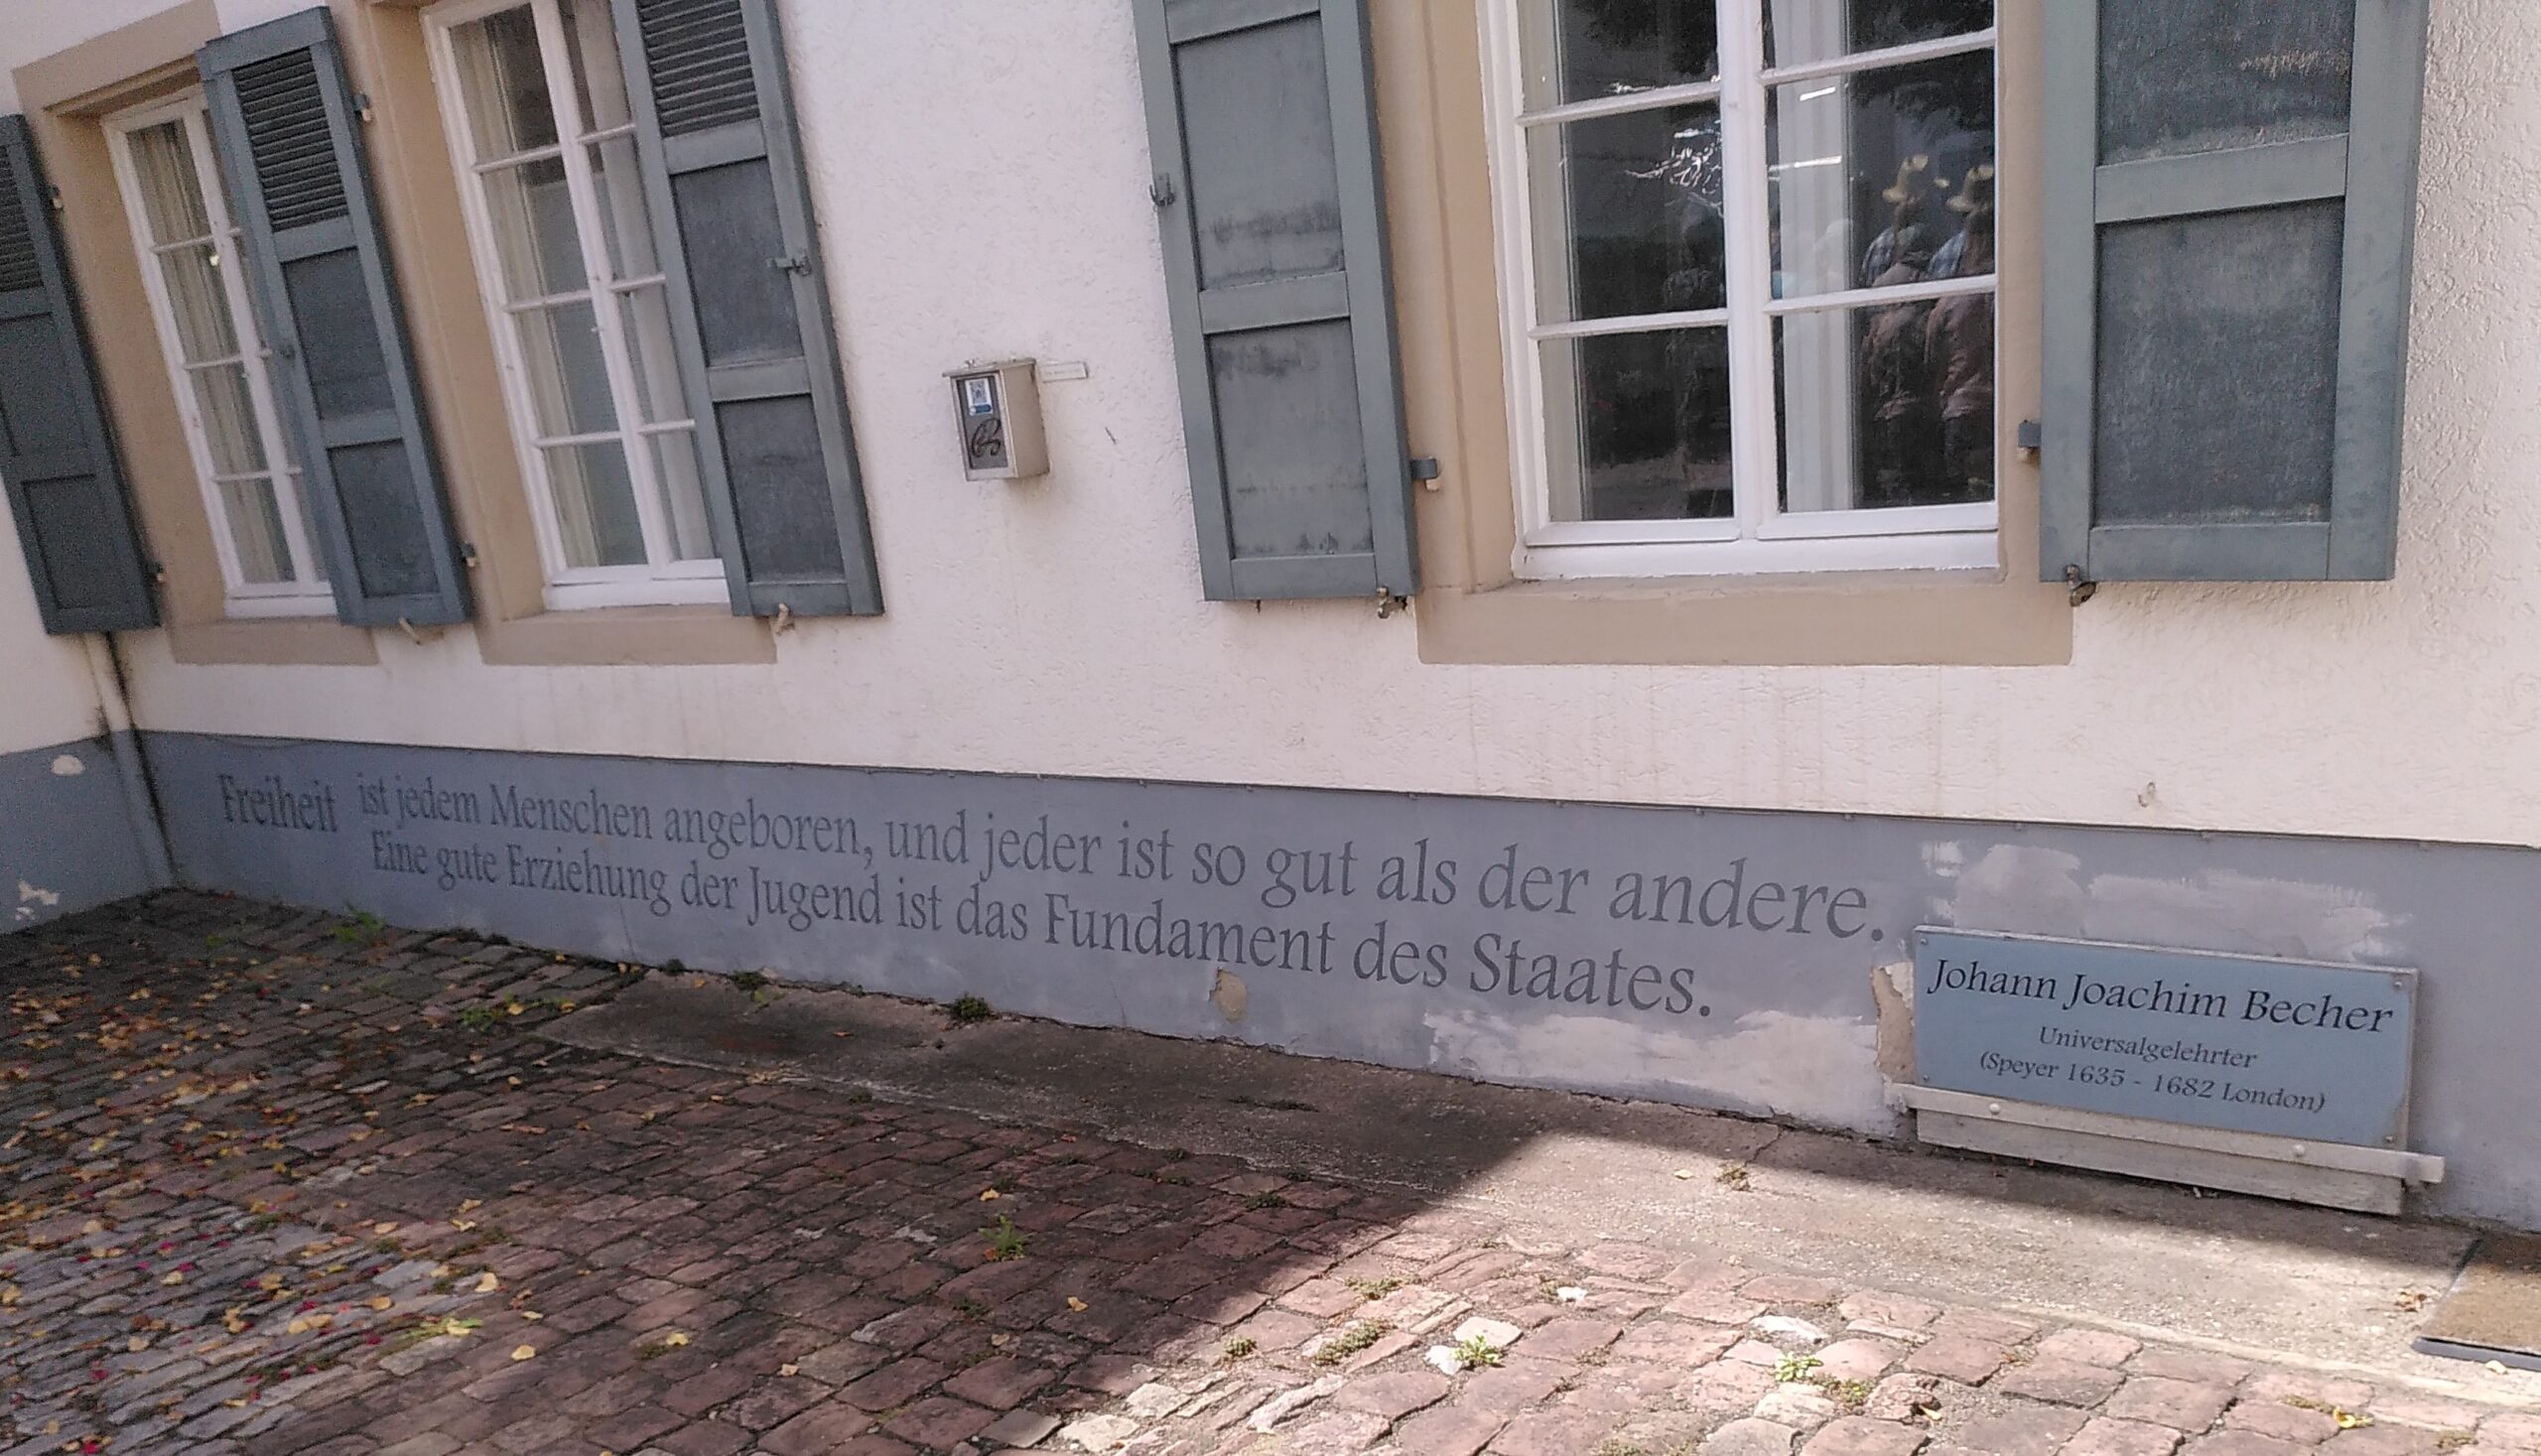 Freiheit ist jedem Menschen angeboren, und jeder ist so gut als der andere.
Eine gute Erziehung der Jugend ist das Fundament des Staates.
Johann Joachim Becher
Universalgelehrter
(Speyer 1635 - 1682 London)